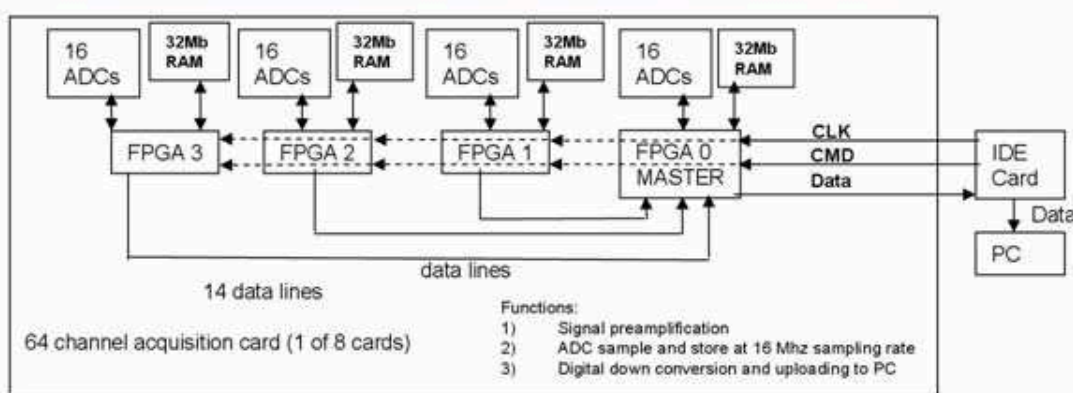 16
ADCs
32Mb
RAM
16
ADCs
32Mb
RAM
16
ADCs
32Mb
RAM
16
ADCs
32Mb
RAM
FPGA 3
FPGA 2
FPGA 1
FPGA 0
MASTER
CLK
CMD
Data
IDE
Card
Data
PC
data lines
14 data lines
64 channel acquisition card (1 of 8 cards)
Functions:
1) Signal preamplification
2) ADC sample and store at 16 Mhz sampling rate
3) Digital down conversion and uploading to PC